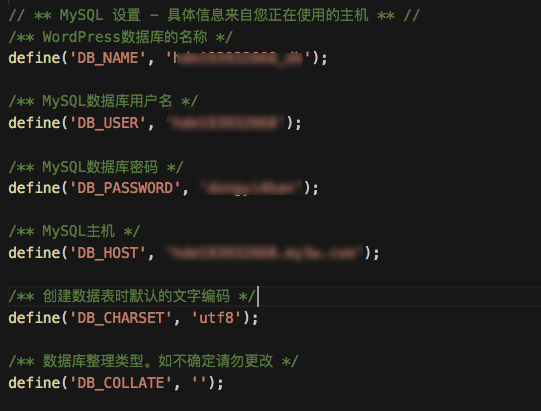 // ** MySQL 设置 - 具体信息来自您正在使用的主机 ** //
/** WordPress数据库的名称 */
define('DB_NAME', ');
/** MySQL数据库用户名 */
define('DB_USER', ');
/** MySQL数据库密码 */
define('DB_PASSWORD', ');
/** MySQL主机 */
define('DB_HOST', ');
/** 创建数据表时默认的文字编码 */
define('DB_CHARSET', 'utf8');
/** 数据库整理类型。如不确定请勿更改 */
define('DB_COLLATE', '');